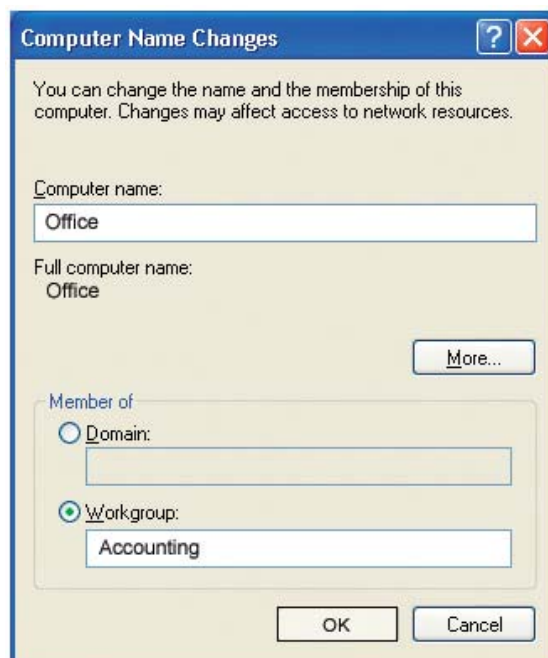 Computer Name Changes
?
You can change the name and the membership of this
computer. Changes may affect access to network resources.
Computer name:
Office
Full computer name:
Office
More...
Member of
Domain:
Workgroup:
Accounting
OK
Cancel